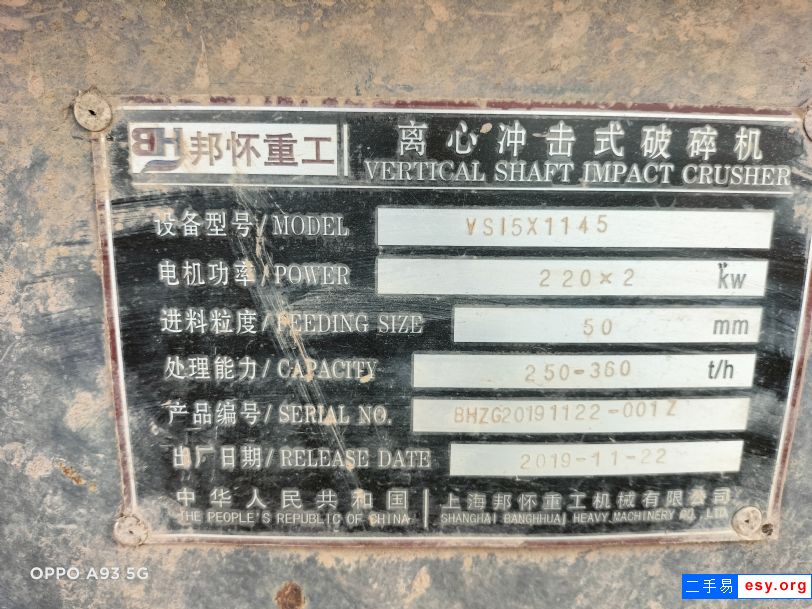 BH 邦怀重工
离心冲击式破碎机
VERTICAL SHAFT IMPACT CRUSHER
设备型号/MODEL VSI5X1145
电机功率/POWER 220×2 kw
进料粒度/FEEDING SIZE 50 mm
处理能力/CAPACITY 250-360 t/h
产品编号/SERIAL NO. BHZG20191122-001Z
出厂日期/RELEASE DATE 2019-11-22
中华人民共和国 上海邦怀重工机械有限公司
THE PEOPLE'S REPUBLIC OF CHINA SHANGHAI BANGHHUAI HEAVY MACHINERY CO., LTD
OPPO A93 5G
二手易 esy.org